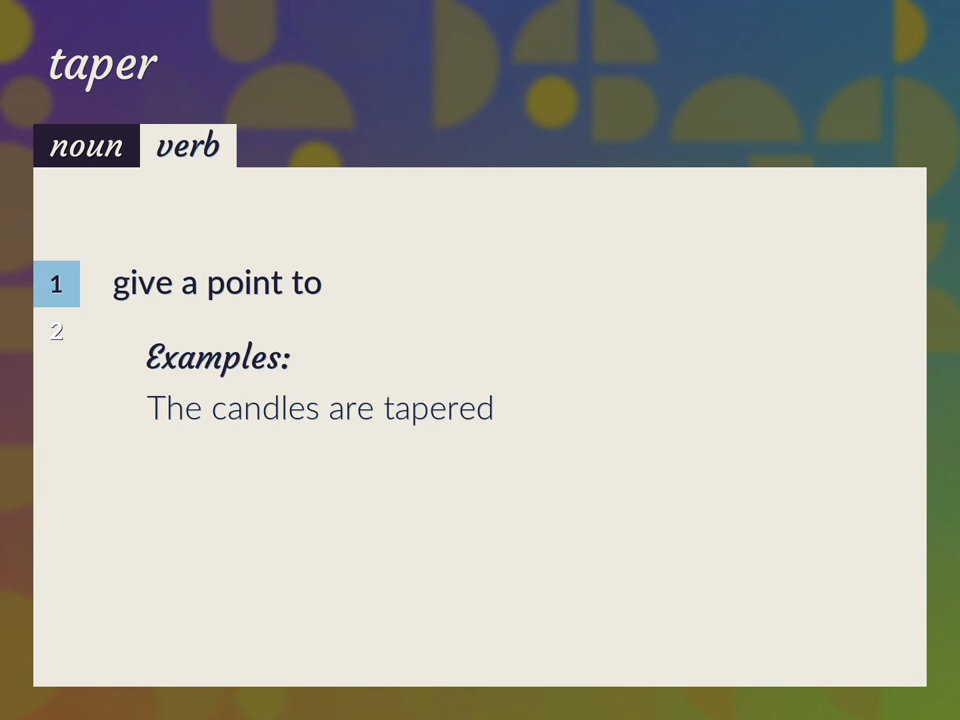 taper
noun verb
1 give a point to
2
Examples:
The candles are tapered